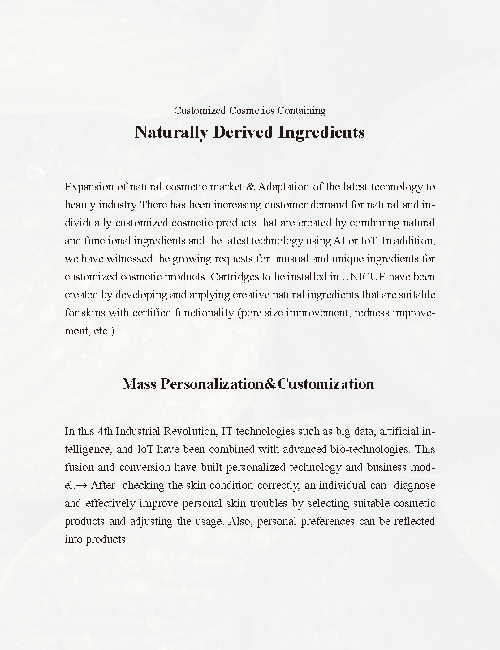 Customized Cosmetics Containing
Naturally Derived Ingredients
Expansion of natural cosmetic market & Adaptation of the latest technology to
beauty industry There has been increasing customer demand for natural and in-
dividually customized cosmetic products that are created by combining natural
and functional ingredients and the latest technology using AI or IoT. In addition,
we have witnessed the growing requests for unusual and unique ingredients for
customized cosmetic products. Cartridges to be installed in have been
created by developing and applying creative natural ingredients that are suitable
for skins with certified functionality (pore size improvement, redness improve-
ment, etc.)
Mass Personalization&Customization
In this 4th Industrial Revolution, IT technologies such as big data, artificial in-
telligence, and IoT have been combined with advanced bio-technologies. This
fusion and conversion have built personalized technology and business mod-
el.→ After checking the skin condition correctly, an individual can diagnose
and effectively improve personal skin troubles by selecting suitable cosmetic
products and adjusting the usage. Also, personal preferences can be reflected
into products